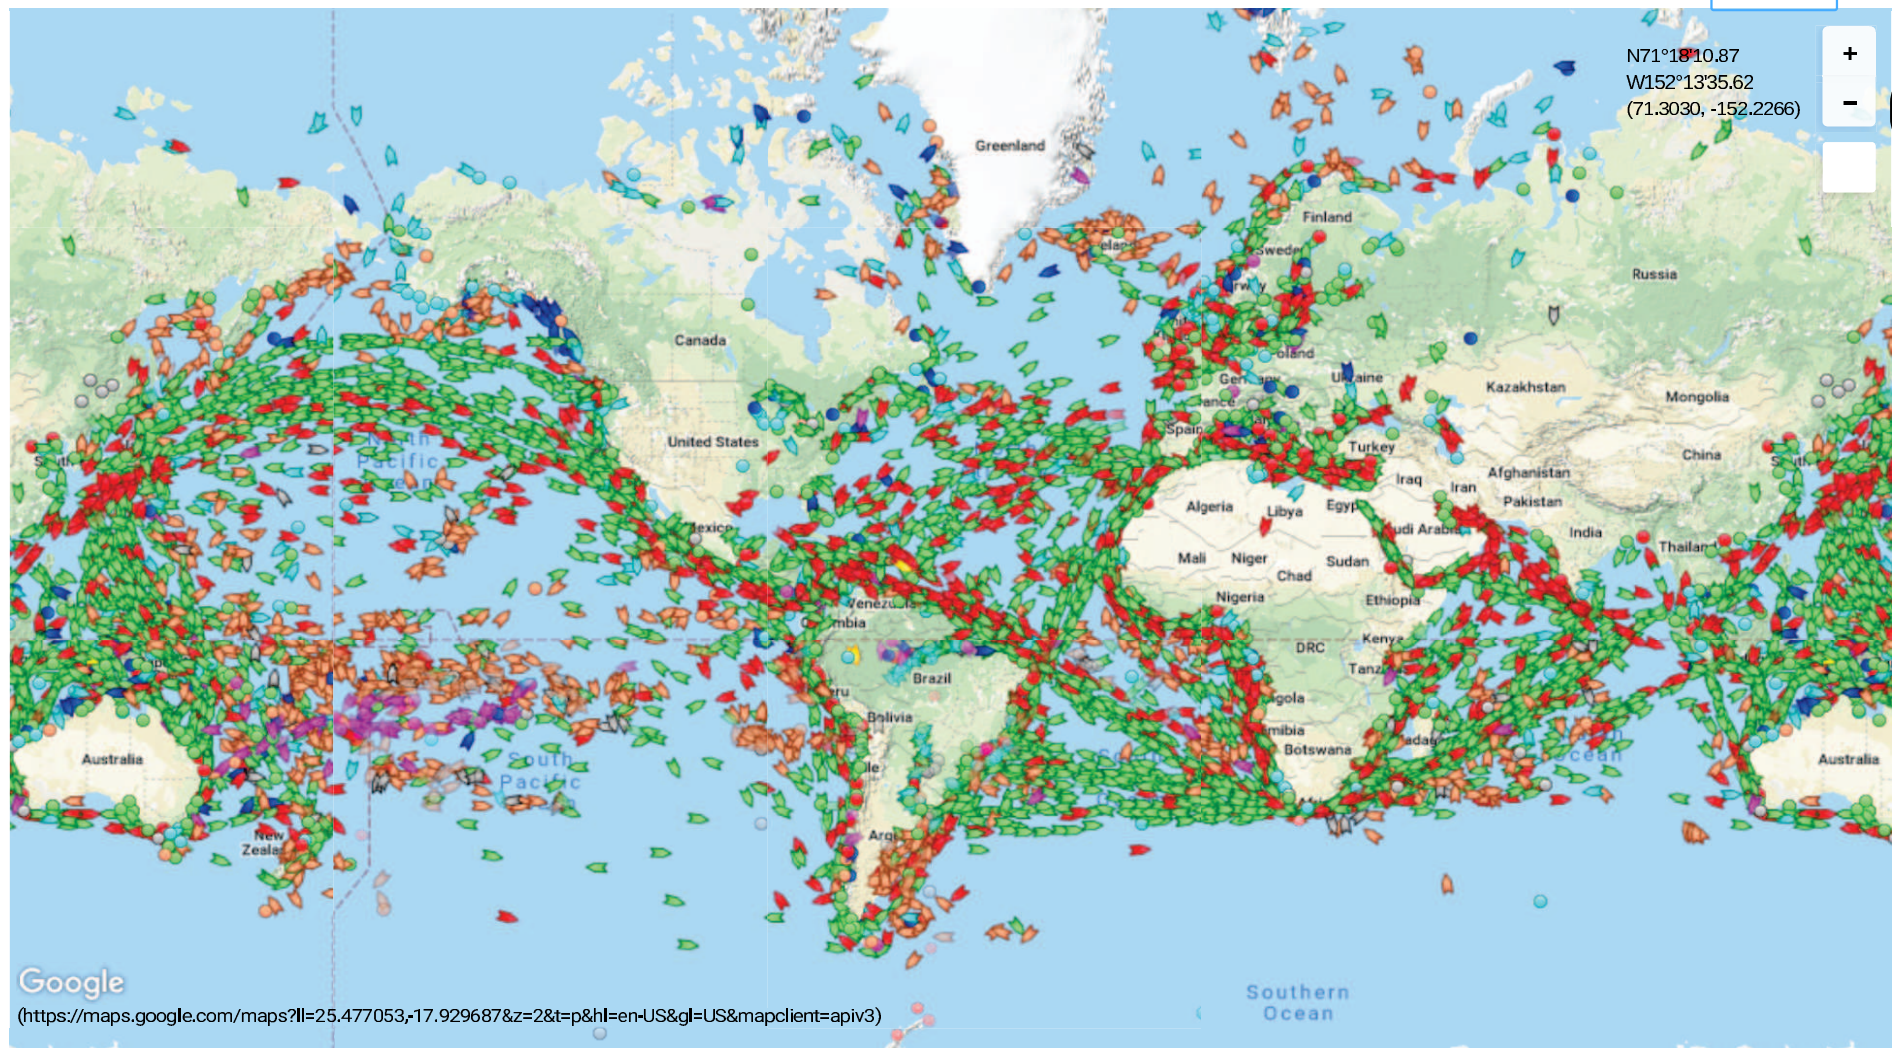 N71°18'10.87
W152°13'35.62
(71.3030, -152.2266)
+
−
Greenland
Finland
Russia
Canada
Kazakhstan
Mongolia
United States
Spain
Turkey
China
Iraq
Iran
Afghanistan
Pakistan
Algeria
Libya
India
Thailand
Mali
Niger
Sudan
Chad
Nigeria
Ethiopia
DRC
Brazil
Bolivia
Botswana
Australia
South
Pacific
Australia
New
Google
(https://maps.google.com/maps?ll=25.477053,-17.929687&z=2&t=p&hl=en-US&gl=US&mapclient=apiv3)
Southern
Ocean